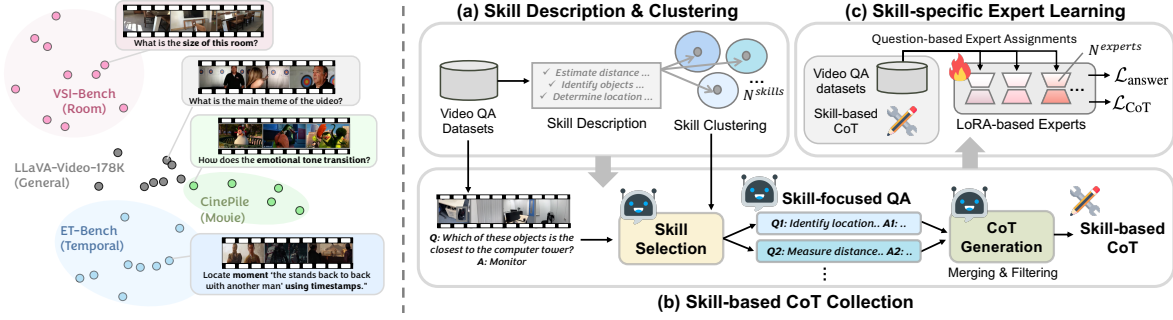 What is the size of this room?
VSI-Bench
(Room)
What is the main theme of the video?
How does the emotional tone transition?
LLaVA-Video-178K
(General)
CinePile
(Movie)
ET-Bench
(Temporal)
Locate moment 'the stands back to back
with another man' using timestamps."
(a) Skill Description & Clustering
Video QA
Datasets
✓ Estimate distance ...
✓ Identify objects ...
✓ Determine location ...
Skill Description
... N^skills
Skill Clustering
(c) Skill-specific Expert Learning
Question-based Expert Assignments
N^experts
Video QA
datasets
Skill-based
CoT
...
LoRA-based Experts
ℒanswer
ℒCoT
Q: Which of these objects is the
closest to the computer tower?
A: Monitor
Skill
Selection
Skill-focused QA
Q1: Identify location.. A1: ..
Q2: Measure distance.. A2: ..
⋮
CoT
Generation
Merging & Filtering
Skill-based
CoT
(b) Skill-based CoT Collection